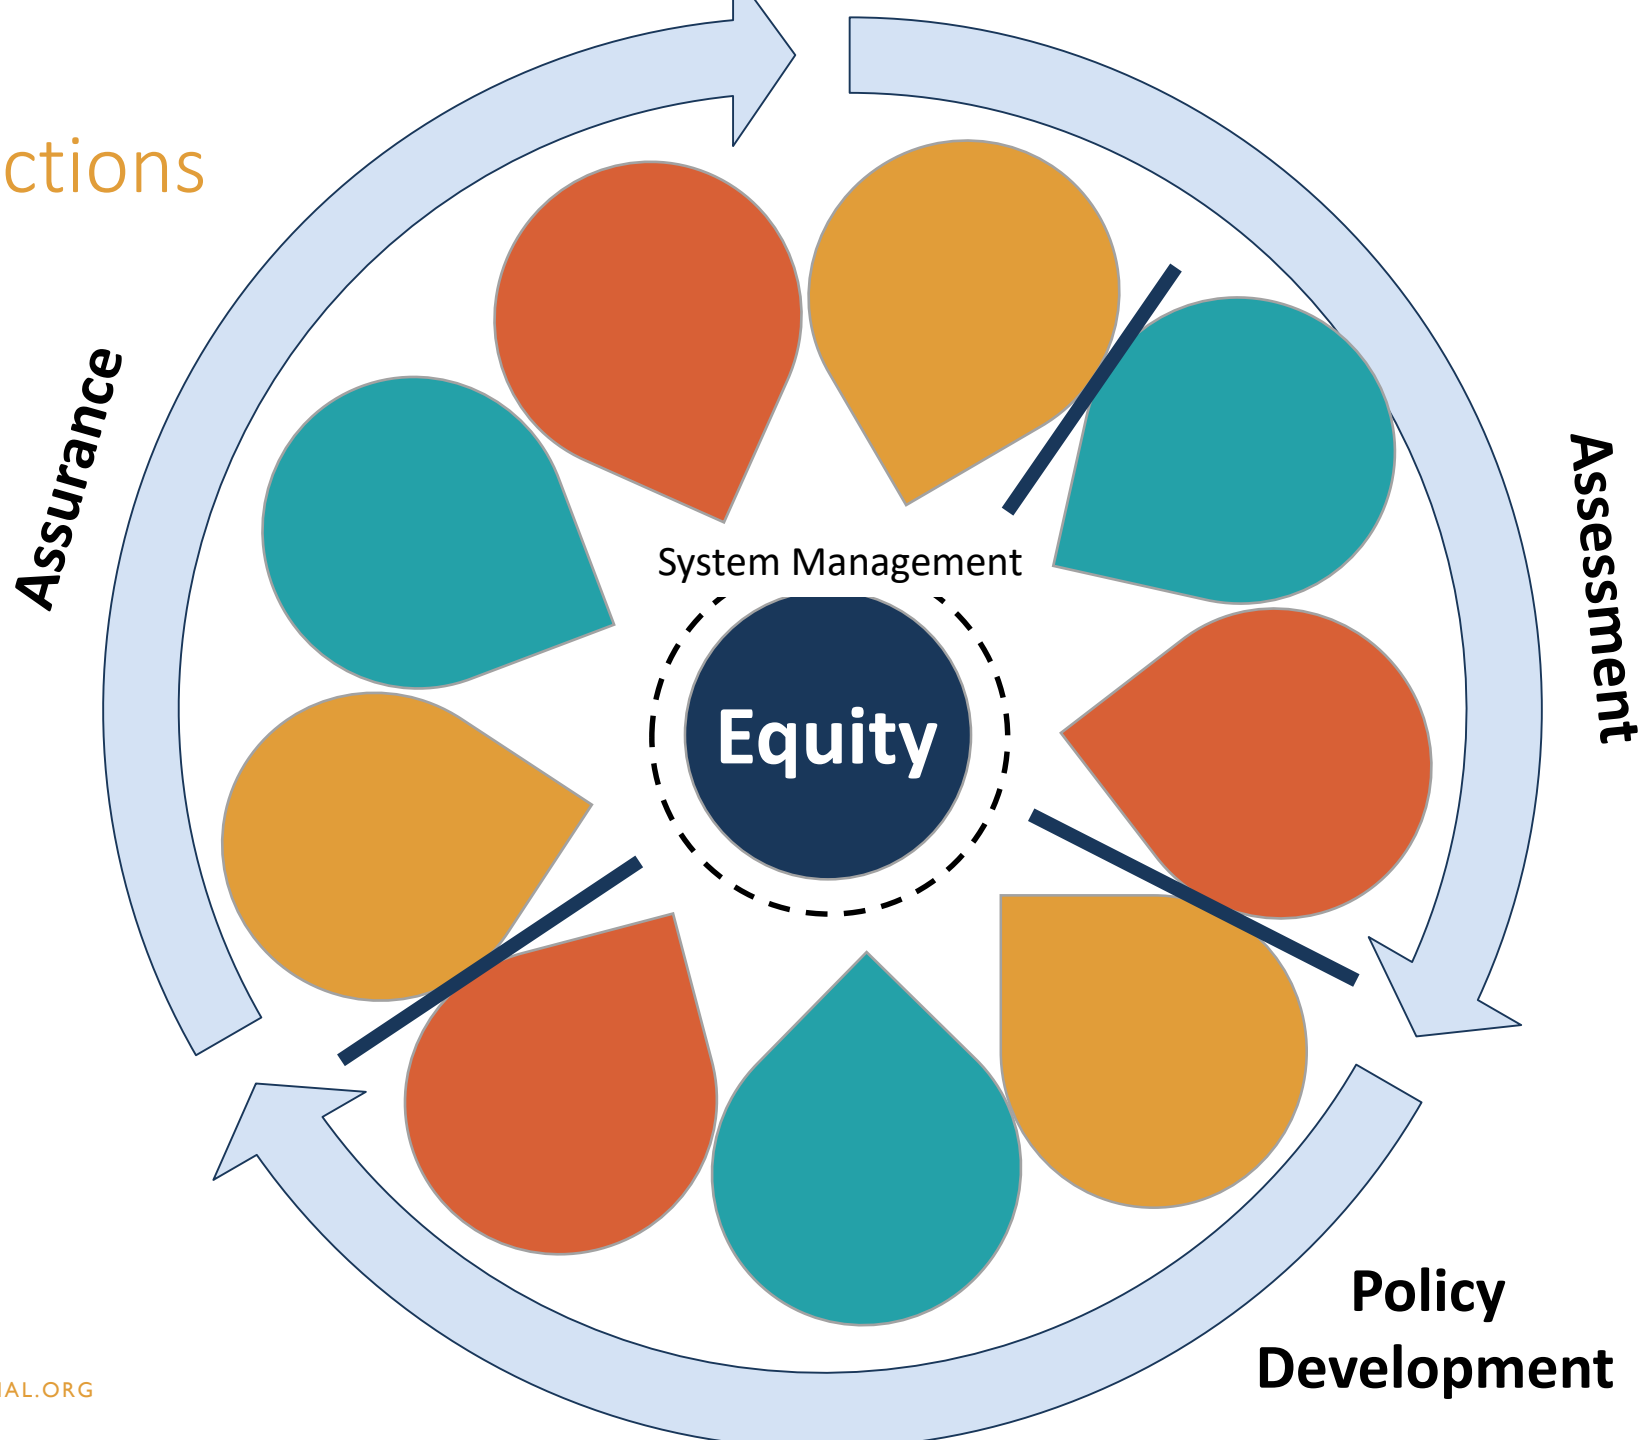 ctions
Assurance
Assessment
System Management
Equity
Policy
Development
IAL.ORG